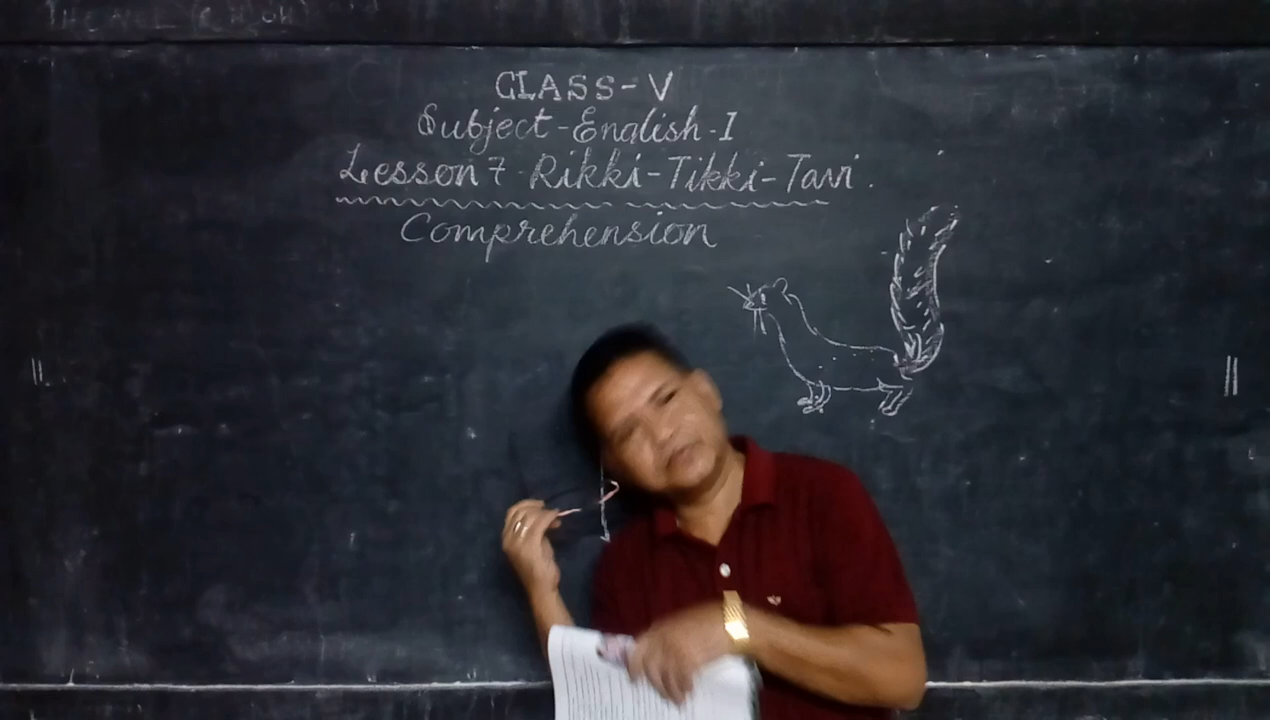 CLASS-V
Subject-English-I
Lesson 7 Rikki-Tikki-Tavi.
Comprehension